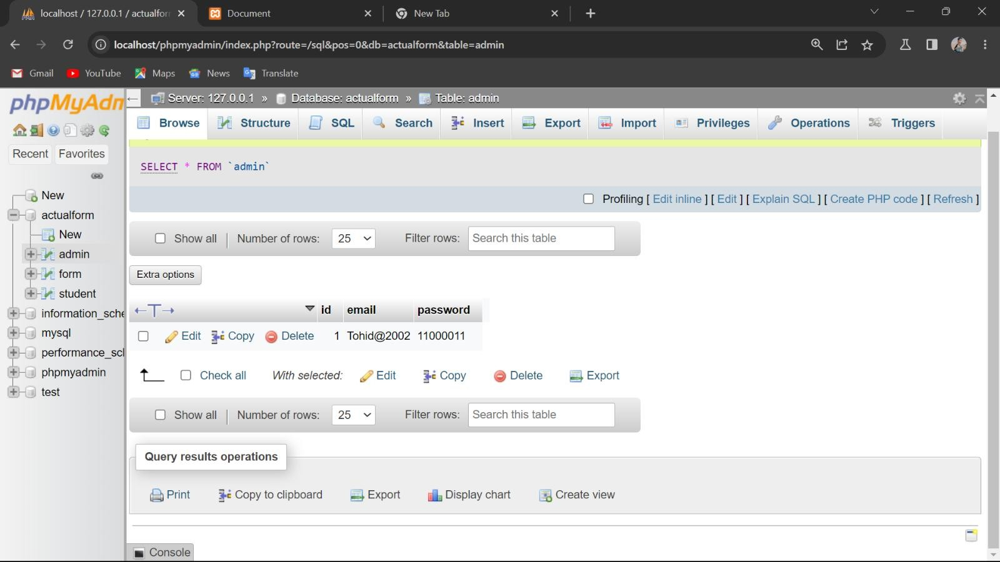 localhost / 127.0.0.1 / actualfor
Document
New Tab
localhost/phpmyadmin/index.php?route=/sql&pos=0&db=actualform&table=admin
Gmail
YouTube
Maps
News
Translate
phpMyAdm
Server: 127.0.0.1 » Database: actualform » Table: admin
Browse
Structure
SQL
Search
Insert
Export
Import
Privileges
Operations
Triggers
Recent
Favorites
New
actualform
New
admin
form
student
information_sche
mysql
performance_scl
phpmyadmin
test
SELECT * FROM `admin`
Profiling [ Edit inline ] [ Edit ] [ Explain SQL ] [ Create PHP code ] [ Refresh ]
Show all | Number of rows: 25 Filter rows: Search this table
Extra options
←T→ id email password
Edit Copy Delete 1 Tohid@2002 11000011
Check all With selected: Edit Copy Delete Export
Show all | Number of rows: 25 Filter rows: Search this table
Query results operations
Print Copy to clipboard Export Display chart Create view
Console